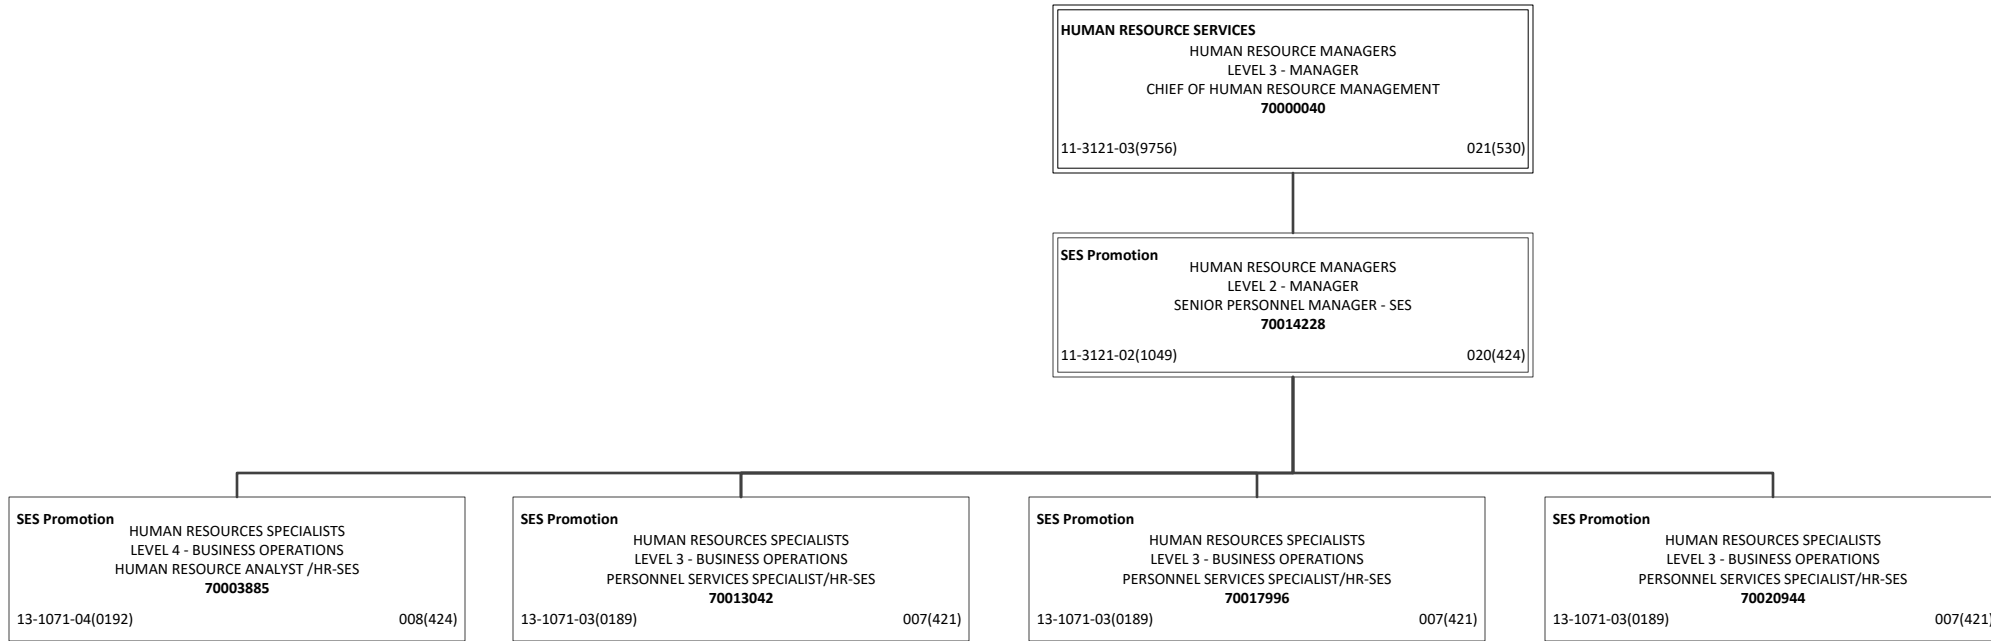 HUMAN RESOURCE SERVICES
HUMAN RESOURCE MANAGERS
LEVEL 3 - MANAGER
CHIEF OF HUMAN RESOURCE MANAGEMENT
70000040
11-3121-03(9756) 021(530)
SES Promotion
HUMAN RESOURCE MANAGERS
LEVEL 2 - MANAGER
SENIOR PERSONNEL MANAGER - SES
70014228
11-3121-02(1049) 020(424)
SES Promotion
HUMAN RESOURCES SPECIALISTS
LEVEL 4 - BUSINESS OPERATIONS
HUMAN RESOURCE ANALYST /HR-SES
70003885
13-1071-04(0192) 008(424)
SES Promotion
HUMAN RESOURCES SPECIALISTS
LEVEL 3 - BUSINESS OPERATIONS
PERSONNEL SERVICES SPECIALIST/HR-SES
70013042
13-1071-03(0189) 007(421)
SES Promotion
HUMAN RESOURCES SPECIALISTS
LEVEL 3 - BUSINESS OPERATIONS
PERSONNEL SERVICES SPECIALIST/HR-SES
70017996
13-1071-03(0189) 007(421)
SES Promotion
HUMAN RESOURCES SPECIALISTS
LEVEL 3 - BUSINESS OPERATIONS
PERSONNEL SERVICES SPECIALIST/HR-SES
70020944
13-1071-03(0189) 007(421)